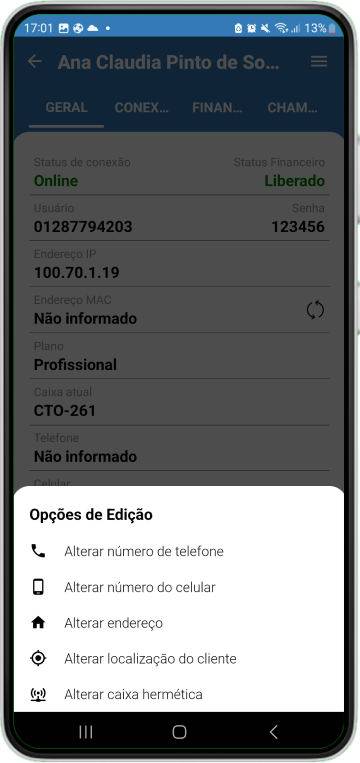 17:01 13%
Ana Claudia Pinto de So...
GERAL CONEX... FINAN... CHAM...
Status de conexão Status Financeiro
Online Liberado
Usuário Senha
01287794203 123456
Endereço IP
100.70.1.19
Endereço MAC
Não informado
Plano
Profissional
Caixa atual
CTO-261
Telefone
Não informado
Celular
Opções de Edição
Alterar número de telefone
Alterar número do celular
Alterar endereço
Alterar localização do cliente
Alterar caixa hermética